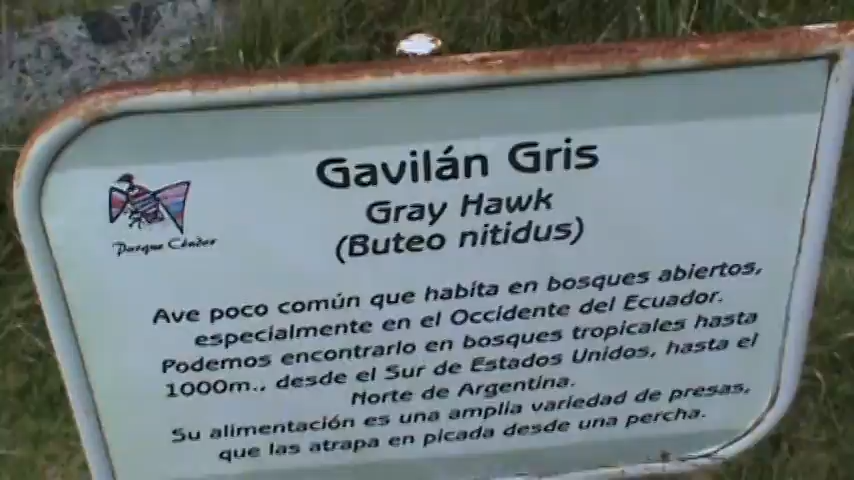 Gavilán Gris
Gray Hawk
(Buteo nitidus)
Parque Cóndor
Ave poco común que habita en bosques abiertos,
especialmente en el Occidente del Ecuador.
Podemos encontrarlo en bosques tropicales hasta
1000m., desde el Sur de Estados Unidos, hasta el
Norte de Argentina.
Su alimentación es una amplia variedad de presas,
que las atrapa en picada desde una percha.